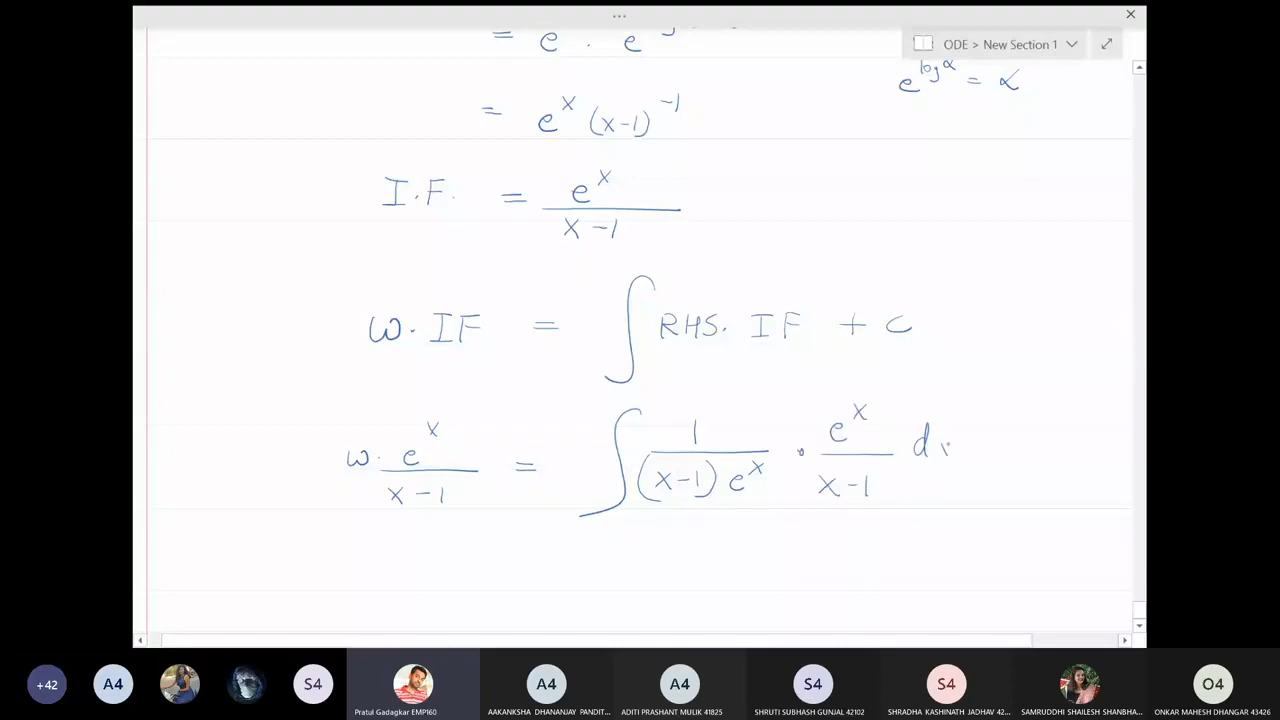 ...
ODE > New Section 1
= e . e
e^{log α} = α
= e^x (x-1)^{-1}
I.F. = e^x / (x-1)
ω. IF = ∫ RHS. IF + c
ω. e^x / (x-1) = ∫ 1 / ((x-1) e^x) . e^x / (x-1) d
+42
A4
S4
Pratul Gadagkar EMP160
A4
AAKANKSHA DHANANJAY PANDIT...
A4
ADITI PRASHANT MULIK 41825
S4
SHRUTI SUBHASH GUNJAL 42102
S4
SHRADHA KASHINATH JADHAV 42...
SAMRUDDHI SHAILESH SHANBHA...
O4
ONKAR MAHESH DHANGAR 43426